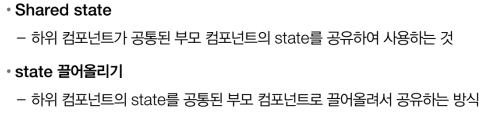 • Shared state
– 하위 컴포넌트가 공통된 부모 컴포넌트의 state를 공유하여 사용하는 것
• state 끌어올리기
– 하위 컴포넌트의 state를 공통된 부모 컴포넌트로 끌어올려서 공유하는 방식